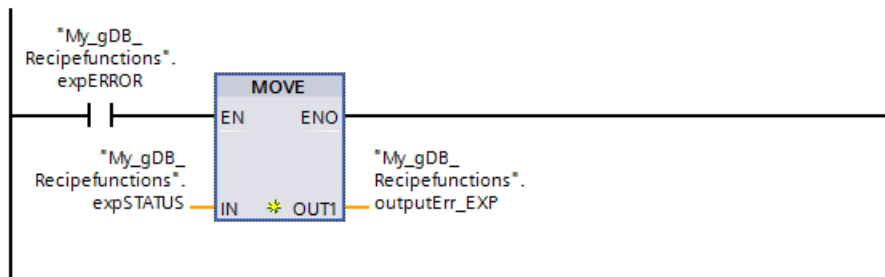 "My_gDB_
Recipefunctions".
expERROR
MOVE
EN ENO
"My_gDB_
Recipefunctions".
expSTATUS
IN OUT1
"My_gDB_
Recipefunctions".
outputErr_EXP